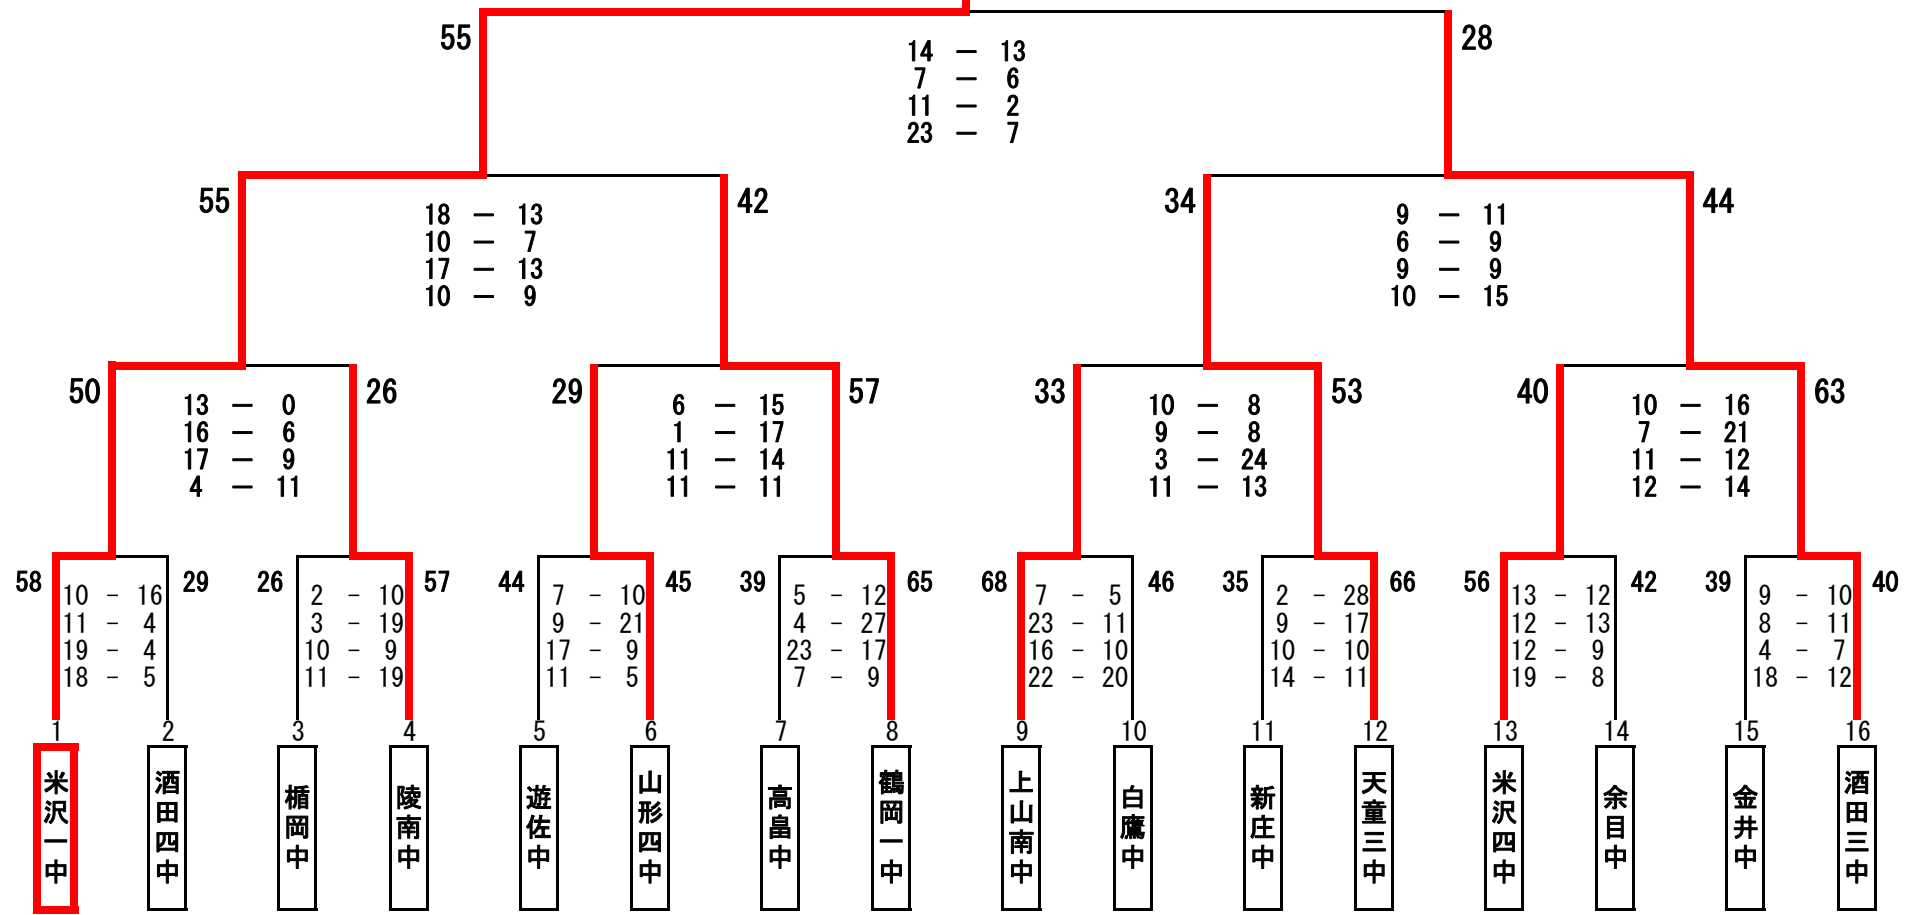 55 28
14 － 13
7 － 6
11 － 2
23 － 7
55 42 34 44
18 － 13 9 － 11
10 － 7 6 － 9
17 － 13 9 － 9
10 － 9 10 － 15
50 26 29 57 33 53 40 63
13 － 0 6 － 15 10 － 8 10 － 16
16 － 6 1 － 17 9 － 8 7 － 21
17 － 9 11 － 14 3 － 24 11 － 12
4 － 11 11 － 11 11 － 13 12 － 14
58 29 26 57 44 45 39 65 68 46 35 66 56 42 39 40
10 - 16 2 - 10 7 - 10 5 - 12 7 - 5 2 - 28 13 - 12 9 - 10
11 - 4 3 - 19 9 - 21 4 - 27 23 - 11 9 - 17 12 - 13 8 - 11
19 - 4 10 - 9 17 - 9 23 - 17 16 - 10 10 - 10 12 - 9 4 - 7
18 - 5 11 - 19 11 - 5 7 - 9 22 - 20 14 - 11 19 - 8 18 - 12
1 2 3 4 5 6 7 8 9 10 11 12 13 14 15 16
米沢一中
酒田四中
楯岡中
陵南中
遊佐中
山形四中
高畠中
鶴岡一中
上山南中
白鷹中
新庄中
天童三中
米沢四中
余目中
金井中
酒田三中